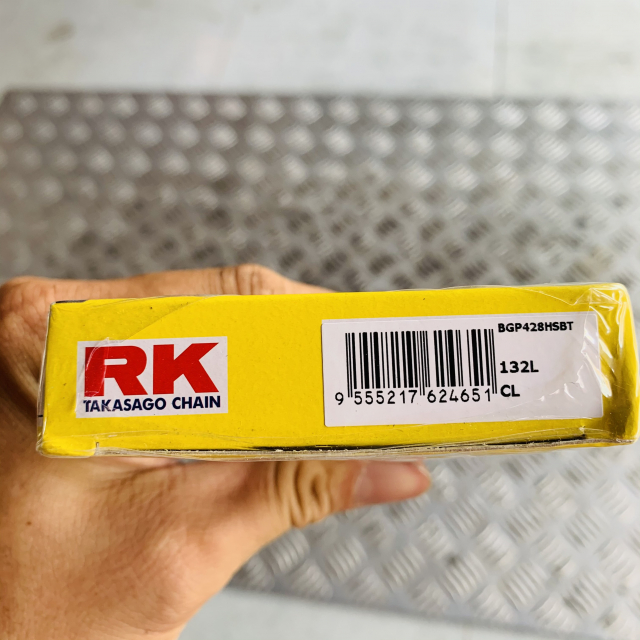 RK
TAKASAGO CHAIN
BGP428HSBT
132L
CL
9 555217 624651